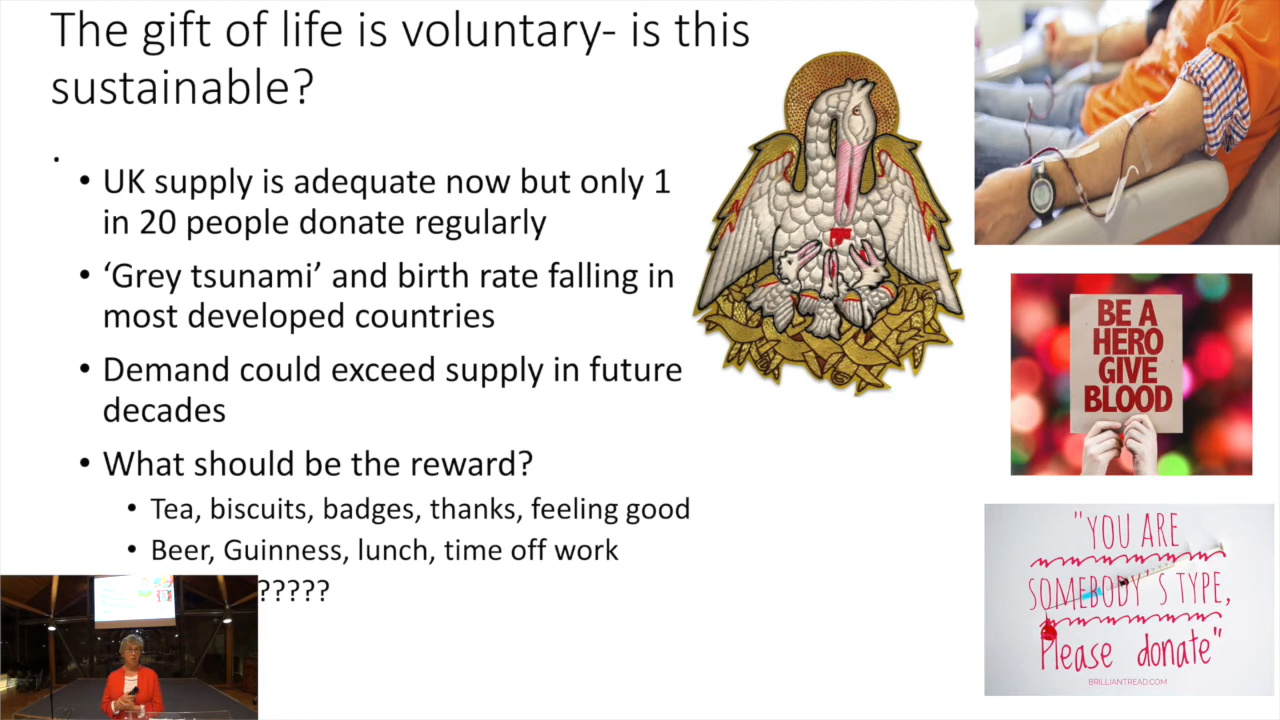 The gift of life is voluntary- is this
sustainable?
.
• UK supply is adequate now but only 1
in 20 people donate regularly
• ‘Grey tsunami’ and birth rate falling in
most developed countries
• Demand could exceed supply in future
decades
• What should be the reward?
• Tea, biscuits, badges, thanks, feeling good
• Beer, Guinness, lunch, time off work
?????
BE A
HERO
GIVE
BLOOD
"YOU ARE
SOMEBODY'S TYPE,
Please donate"
BRILLIANTREAD.COM